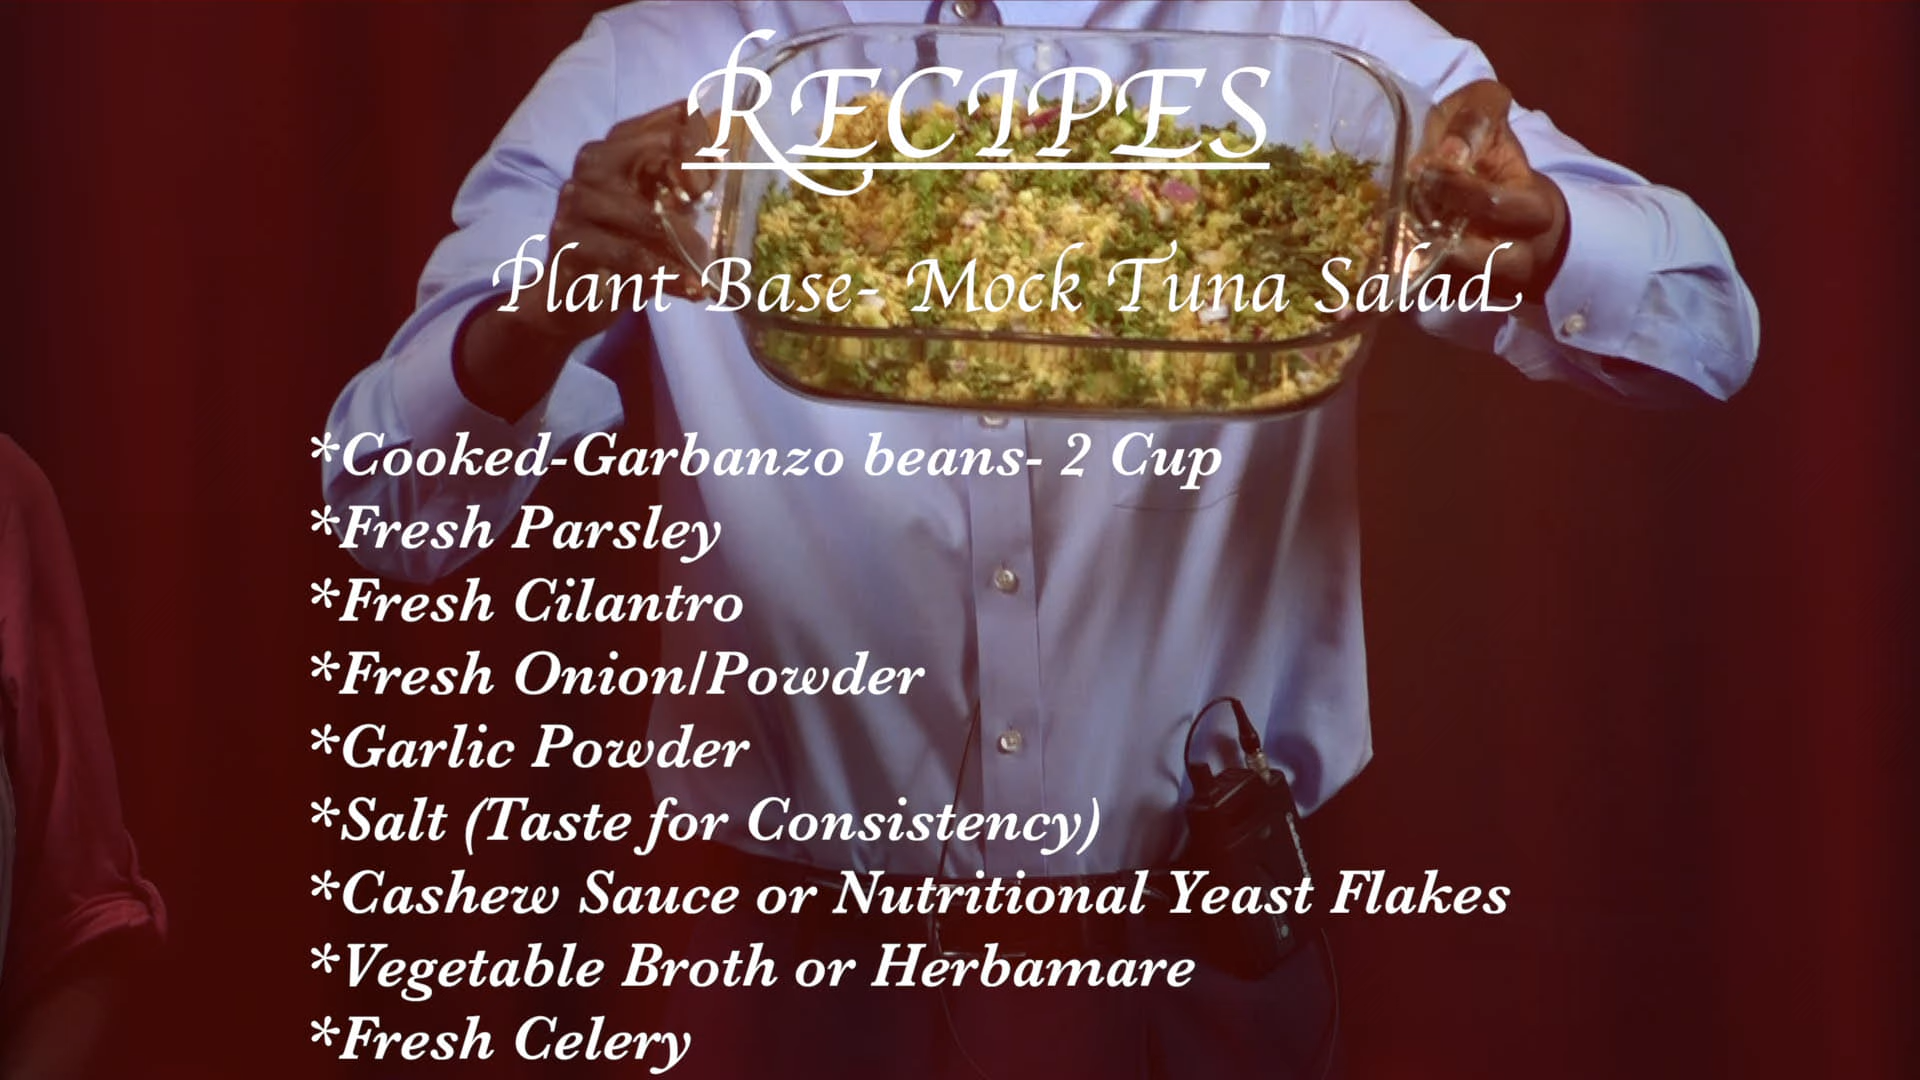 RECIPES
Plant Base- Mock Tuna Salad
*Cooked-Garbanzo beans- 2 Cup
*Fresh Parsley
*Fresh Cilantro
*Fresh Onion/Powder
*Garlic Powder
*Salt (Taste for Consistency)
*Cashew Sauce or Nutritional Yeast Flakes
*Vegetable Broth or Herbamare
*Fresh Celery